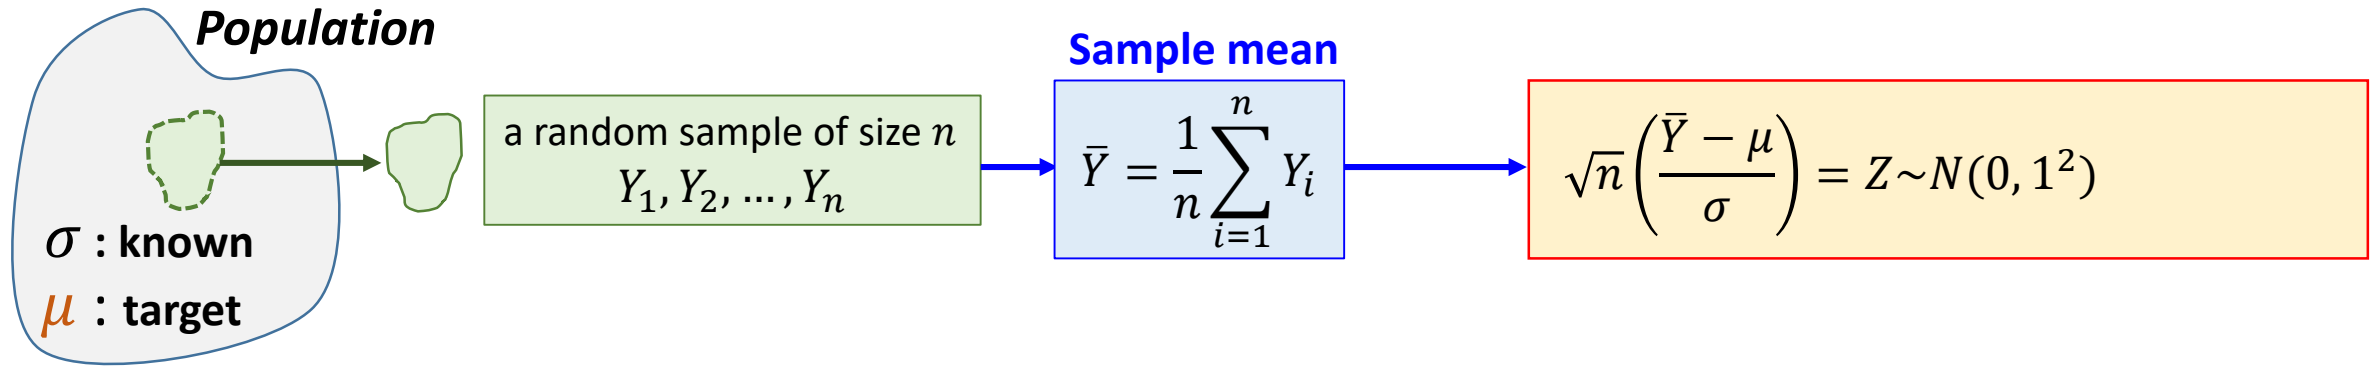 Population
σ : known
μ : target
a random sample of size n
Y₁, Y₂, … , Yₙ
Sample mean
Ȳ = 1/n ∑ᵢ₌₁ⁿ Yᵢ
√n ( (Ȳ − μ) / σ ) = Z~N(0, 1²)